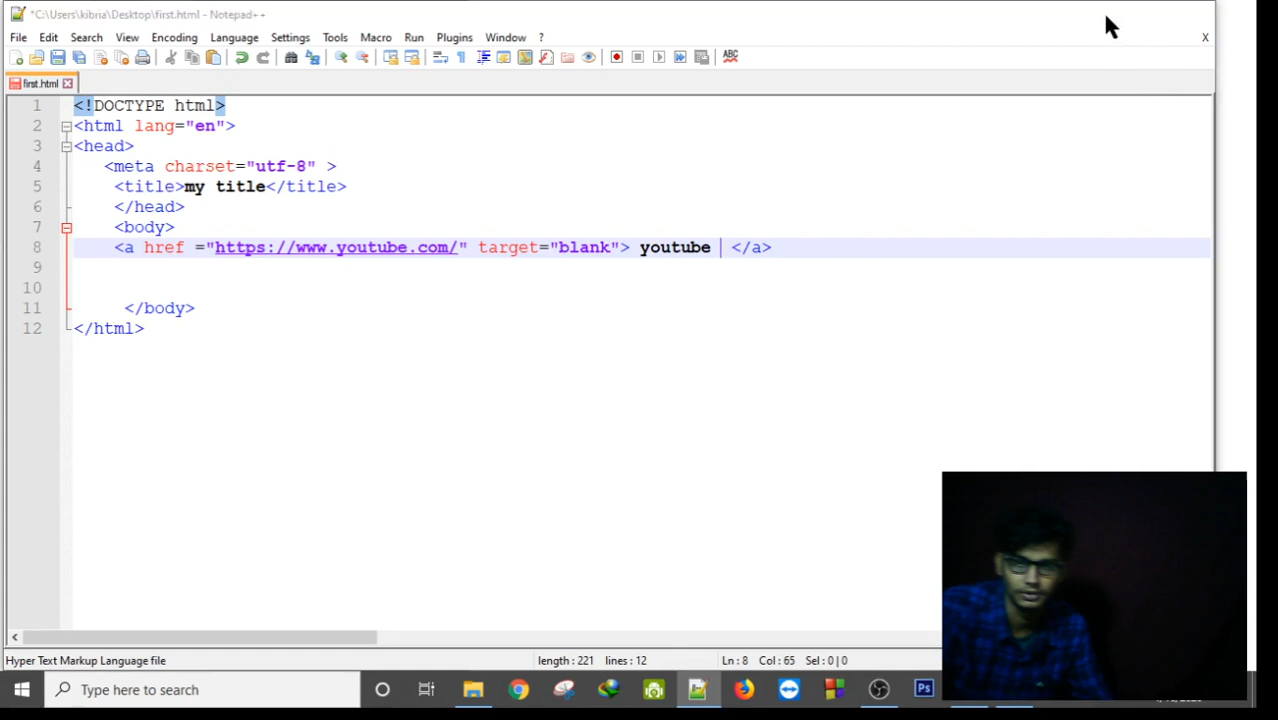 *C:\Users\kibria\Desktop\first.html - Notepad++
File Edit Search View Encoding Language Settings Tools Macro Run Plugins Window ? X
ABC
first.html
1 <!DOCTYPE html>
2 <html lang="en">
3 <head>
4 <meta charset="utf-8" >
5 <title>my title</title>
6 </head>
7 <body>
8 <a href ="https://www.youtube.com/" target="blank"> youtube </a>
9
10
11 </body>
12 </html>
Hyper Text Markup Language file length : 221 lines : 12 Ln : 8 Col : 65 Sel : 0 | 0
Type here to search
Ps